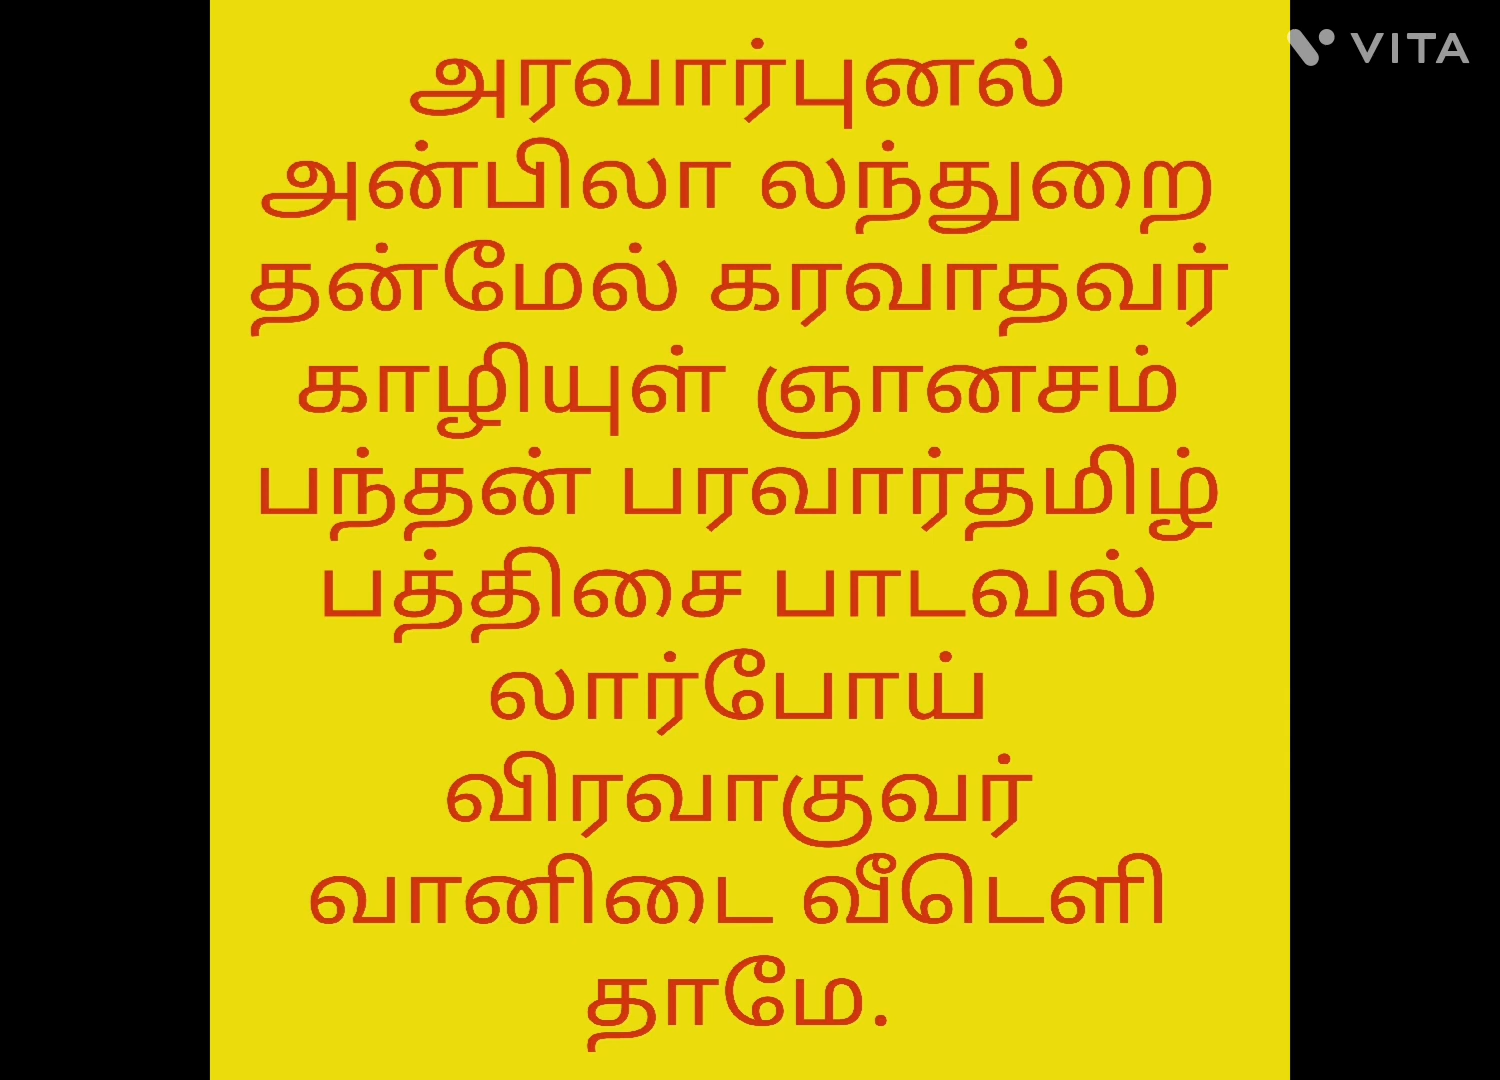 அரவார்புனல்
அன்பிலா லந்துறை
தன்மேல் கரவாதவர்
காழியுள் ஞானசம்
பந்தன் பரவார்தமிழ்
பத்திசை பாடவல்
லார்போய்
விரவாகுவர்
வானிடை வீடெளி
தாமே.
VITA